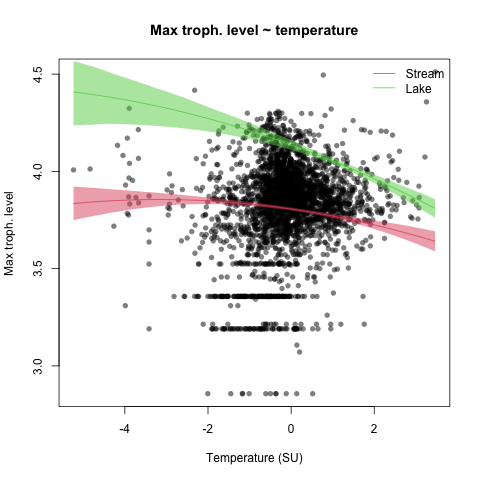 Max troph. level ~ temperature
Stream
Lake
4.5
4.0
3.5
3.0
Max troph. level
-4
-2
0
2
Temperature (SU)